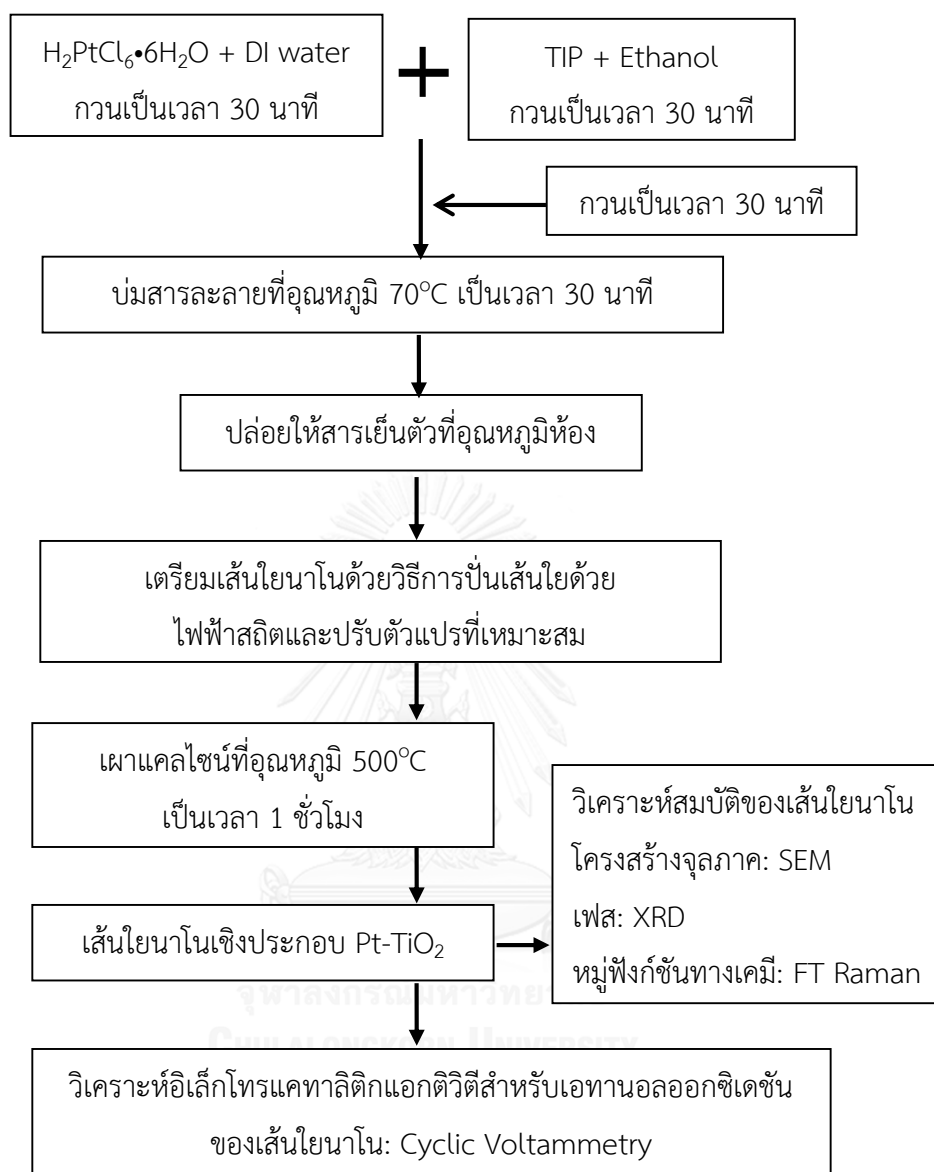 H₂PtCl₆•6H₂O + DI water
กวนเป็นเวลา 30 นาที
+
TIP + Ethanol
กวนเป็นเวลา 30 นาที
กวนเป็นเวลา 30 นาที
บ่มสารละลายที่อุณหภูมิ 70°C เป็นเวลา 30 นาที
ปล่อยให้สารเย็นตัวที่อุณหภูมิห้อง
เตรียมเส้นใยนาโนด้วยวิธีการปั่นเส้นใยด้วย
ไฟฟ้าสถิตและปรับตัวแปรที่เหมาะสม
เผาแคลไซน์ที่อุณหภูมิ 500°C
เป็นเวลา 1 ชั่วโมง
วิเคราะห์สมบัติของเส้นใยนาโน
โครงสร้างจุลภาค: SEM
เฟส: XRD
หมู่ฟังก์ชันทางเคมี: FT Raman
เส้นใยนาโนเชิงประกอบ Pt-TiO₂
จุฬาลงกรณ์มหาวิทยา
CHULALONGKORN UNIVERSITY
วิเคราะห์อิเล็กโทรแคทาลิติกแอกติวิตีสำหรับเอทานอลออกซิเดชัน
ของเส้นใยนาโน: Cyclic Voltammetry